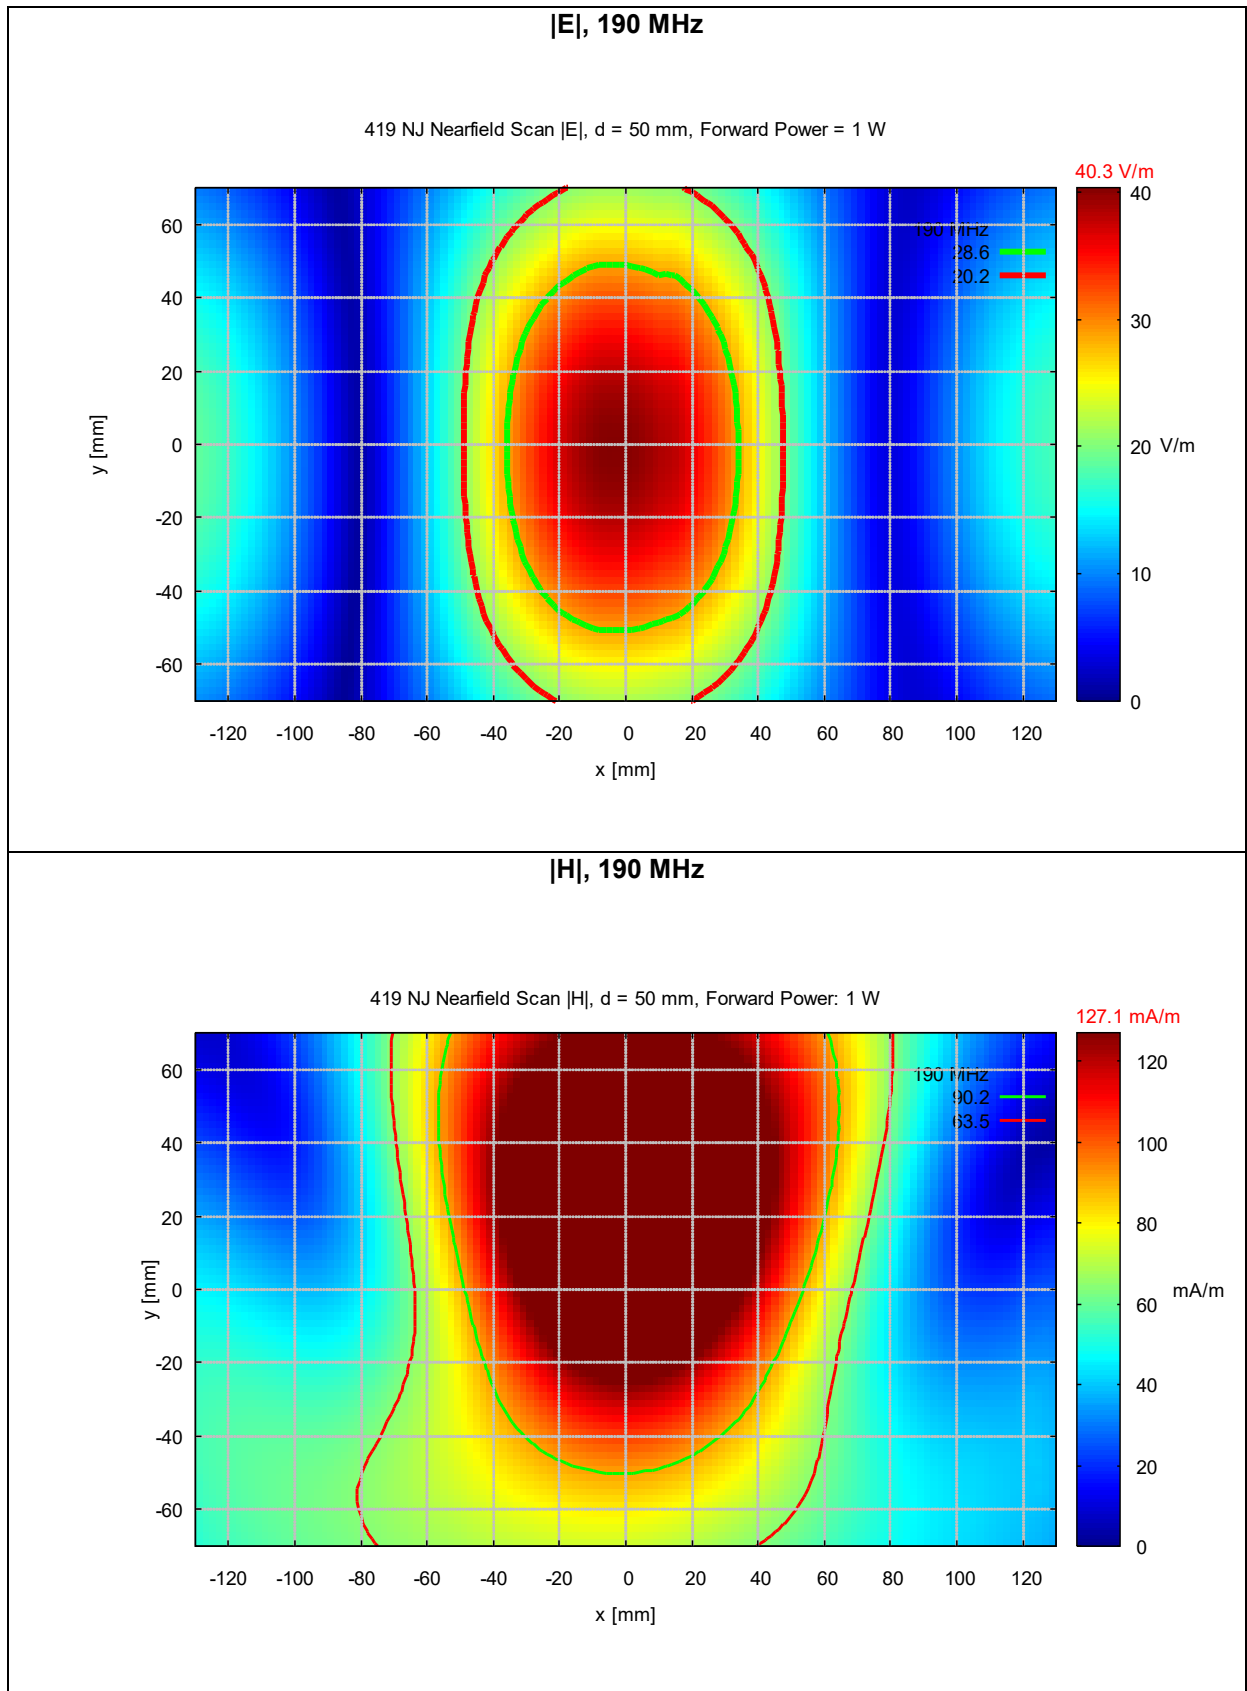 |E|, 190 MHz
419 NJ Nearfield Scan |E|, d = 50 mm, Forward Power = 1 W
40.3 V/m
190 MHz
28.6
20.2
60
40
20
0
-20
-40
-60
y [mm]
40
30
20
10
0
V/m
-120 -100 -80 -60 -40 -20 0 20 40 60 80 100 120
x [mm]
|H|, 190 MHz
419 NJ Nearfield Scan |H|, d = 50 mm, Forward Power: 1 W
127.1 mA/m
190 MHz
90.2
63.5
60
40
20
0
-20
-40
-60
y [mm]
120
100
80
60
40
20
0
mA/m
-120 -100 -80 -60 -40 -20 0 20 40 60 80 100 120
x [mm]